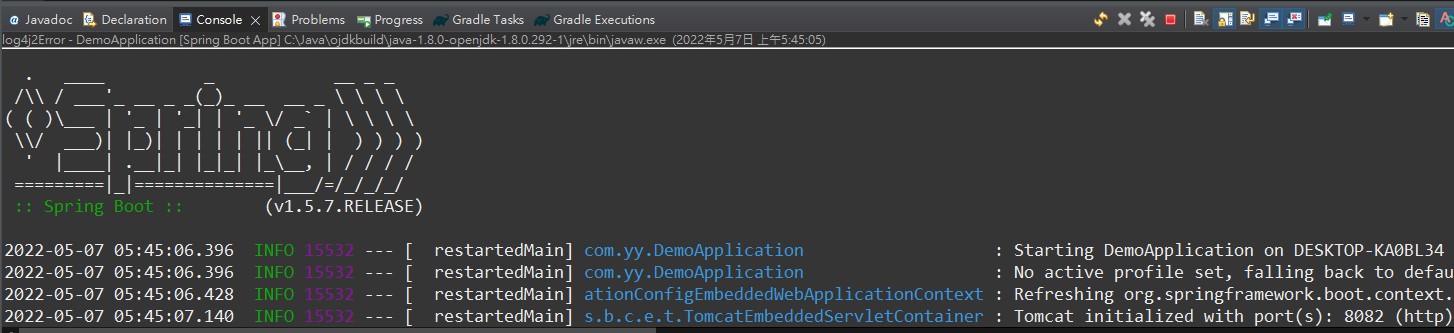 Javadoc Declaration Console Problems Progress Gradle Tasks Gradle Executions
log4j2Error - DemoApplication [Spring Boot App] C:\Java\ojdkbuild\java-1.8.0-openjdk-1.8.0.292-1\jre\bin\javaw.exe (2022年5月7日 上午5:45:05)
  .   ____          _            __ _ _
 /\\ / ___'_ __ _ _(_)_ __  __ _ \ \ \ \
( ( )\___ | '_ | '_| | '_ \/ _` | \ \ \ \
 \\/  ___)| |_)| | | | | || (_| |  ) ) ) )
  '  |____| .__|_| |_|_| |_\__, | / / / /
 =========|_|==============|___/=/_/_/_/
 :: Spring Boot ::        (v1.5.7.RELEASE)
2022-05-07 05:45:06.396  INFO 15532 --- [  restartedMain] com.yy.DemoApplication                   : Starting DemoApplication on DESKTOP-KA0BL34
2022-05-07 05:45:06.396  INFO 15532 --- [  restartedMain] com.yy.DemoApplication                   : No active profile set, falling back to defau
2022-05-07 05:45:06.428  INFO 15532 --- [  restartedMain] ationConfigEmbeddedWebApplicationContext : Refreshing org.springframework.boot.context.
2022-05-07 05:45:07.140  INFO 15532 --- [  restartedMain] s.b.c.e.t.TomcatEmbeddedServletContainer : Tomcat initialized with port(s): 8082 (http)